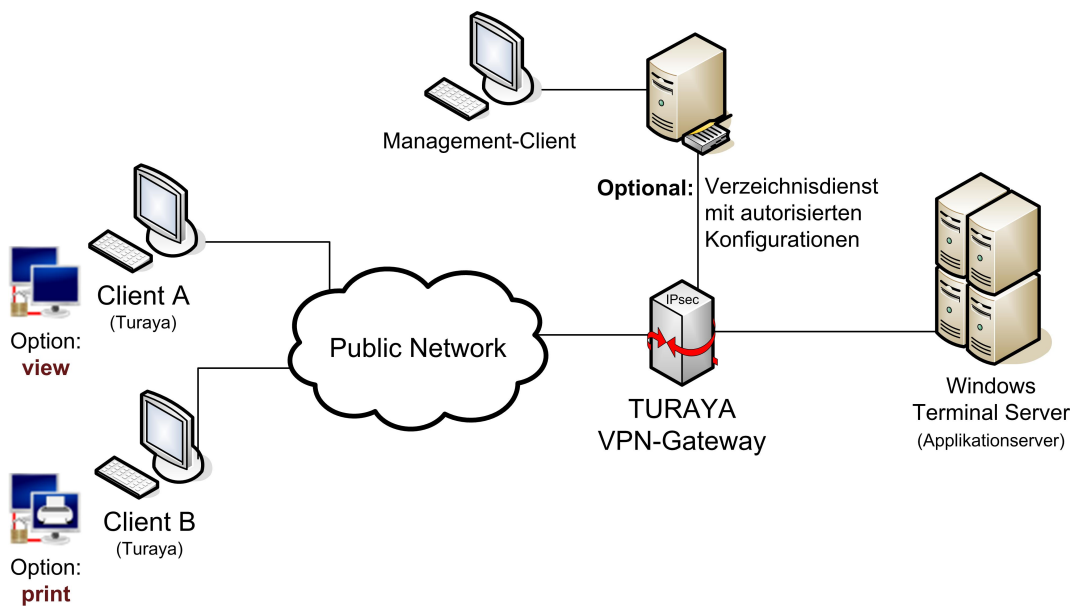 Management-Client
Optional: Verzeichnisdienst
mit autorisierten
Konfigurationen
Client A
(Turaya)
Option:
view
Public Network
IPsec
TURAYA
VPN-Gateway
Windows
Terminal Server
(Applikationserver)
Client B
(Turaya)
Option:
print